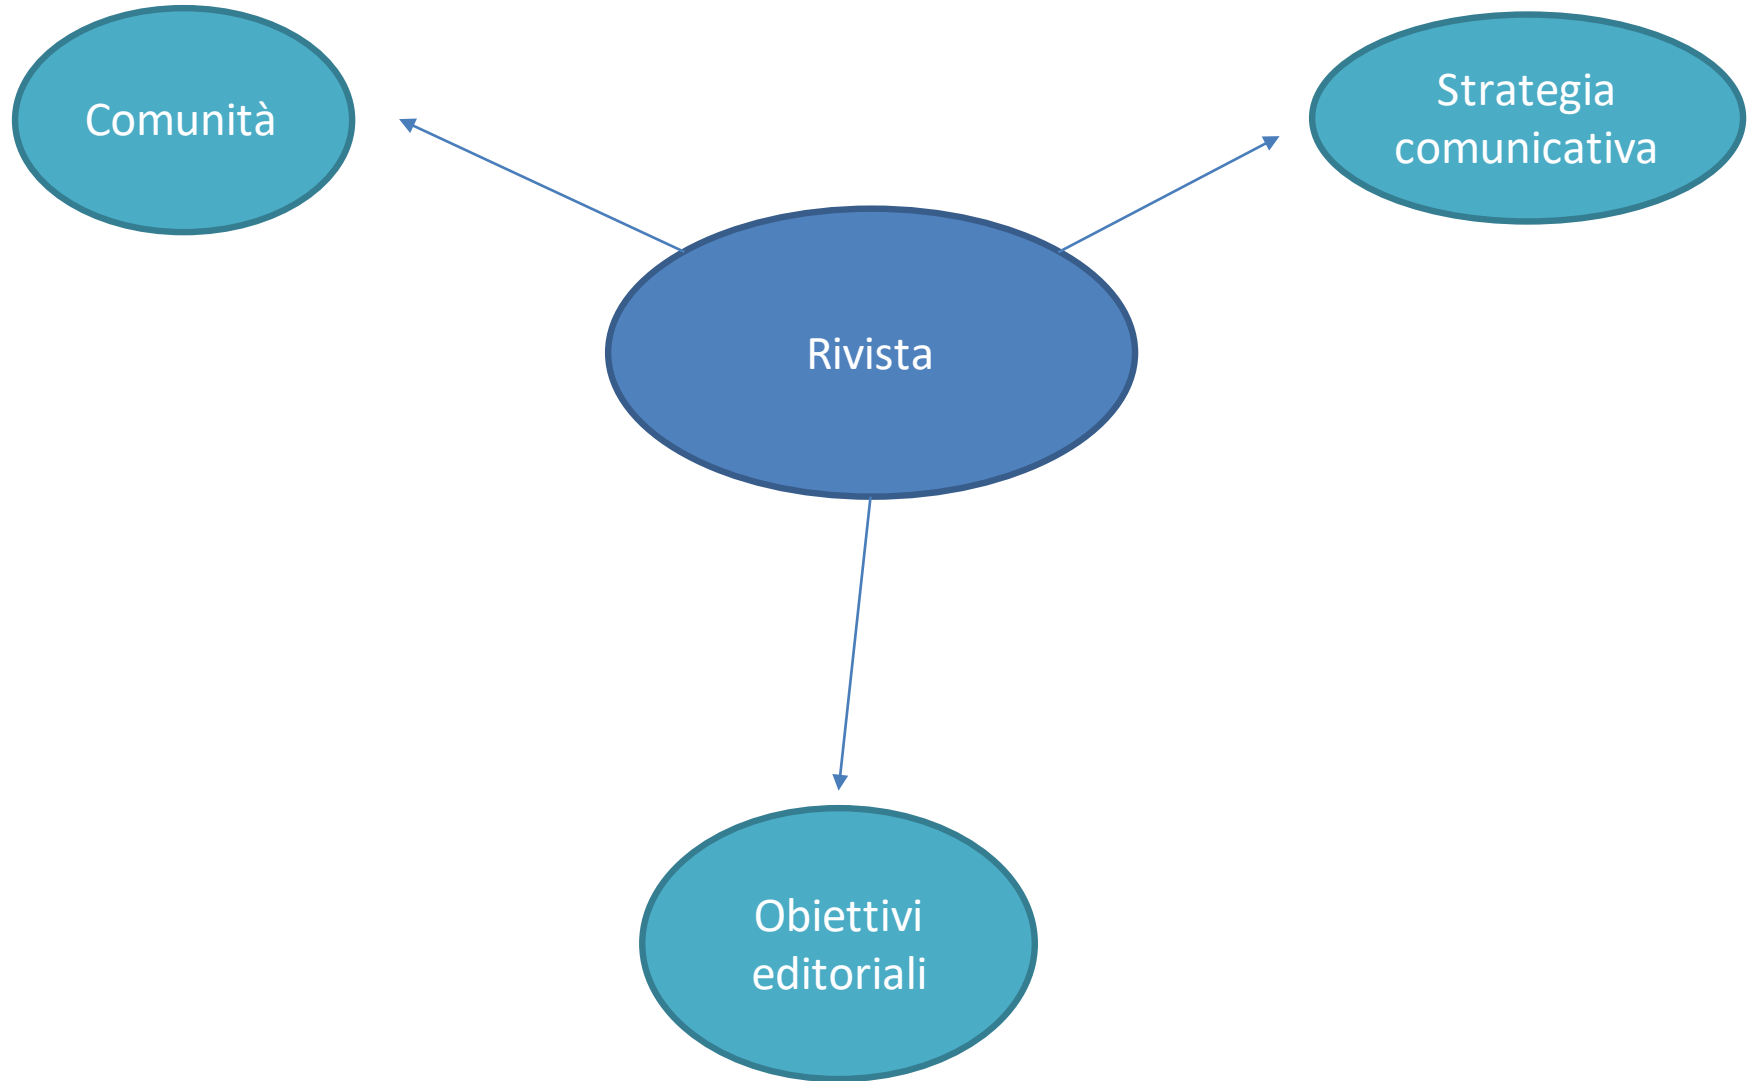 Comunità
Strategia
comunicativa
Rivista
Obiettivi
editoriali